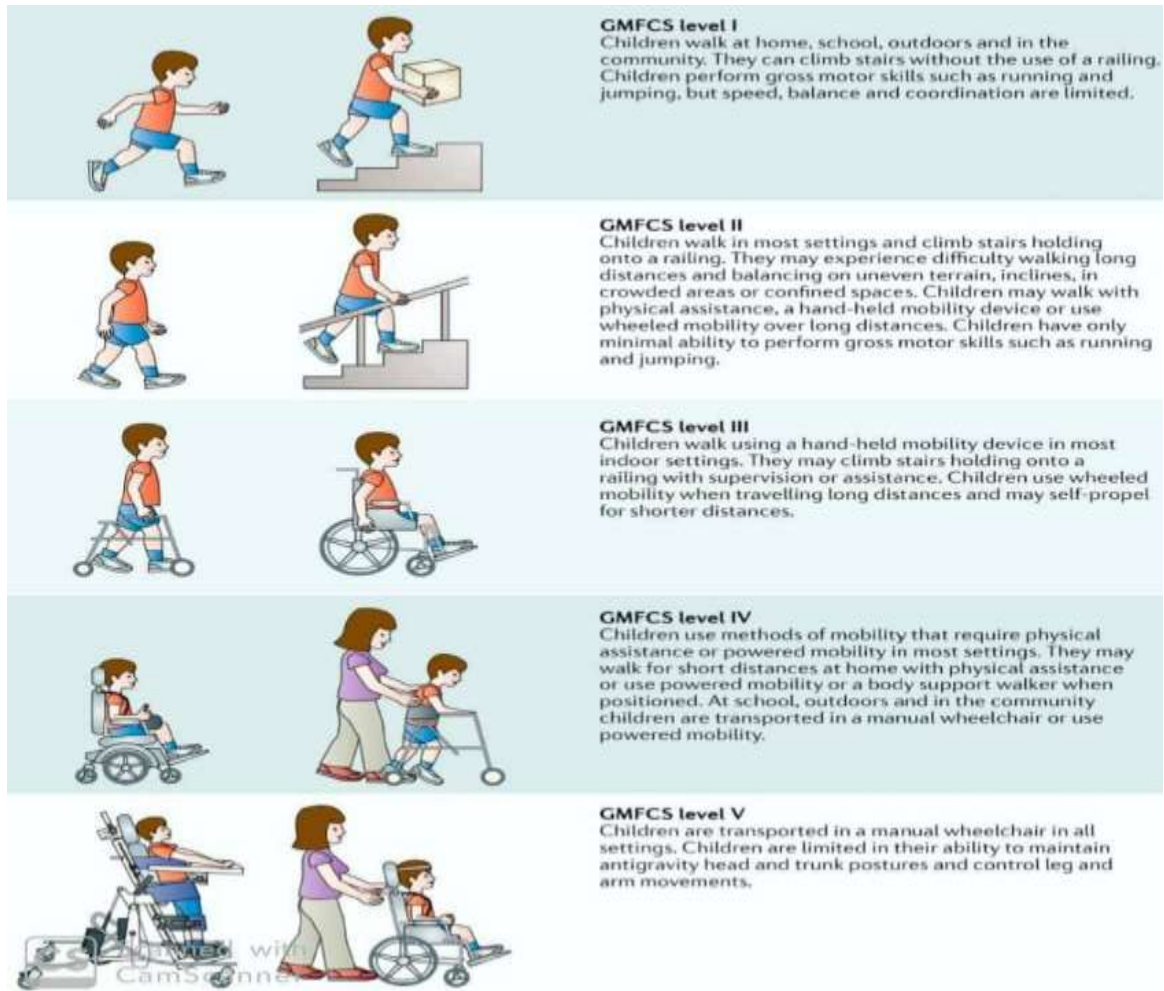 GMFCS level I
Children walk at home, school, outdoors and in the
community. They can climb stairs without the use of a railing.
Children perform gross motor skills such as running and
jumping, but speed, balance and coordination are limited.
GMFCS level II
Children walk in most settings and climb stairs holding
onto a railing. They may experience difficulty walking long
distances and balancing on uneven terrain, inclines, in
crowded areas or confined spaces. Children may walk with
physical assistance, a hand-held mobility device or use
wheeled mobility over long distances. Children have only
minimal ability to perform gross motor skills such as running
and jumping.
GMFCS level III
Children walk using a hand-held mobility device in most
indoor settings. They may climb stairs holding onto a
railing with supervision or assistance. Children use wheeled
mobility when travelling long distances and may self-propel
for shorter distances.
GMFCS level IV
Children use methods of mobility that require physical
assistance or powered mobility in most settings. They may
walk for short distances at home with physical assistance
or use powered mobility or a body support walker when
positioned. At school, outdoors and in the community
children are transported in a manual wheelchair or use
powered mobility.
GMFCS level V
Children are transported in a manual wheelchair in all
settings. Children are limited in their ability to maintain
antigravity head and trunk postures and control leg and
arm movements.
CS
Scanned with
CamScanner